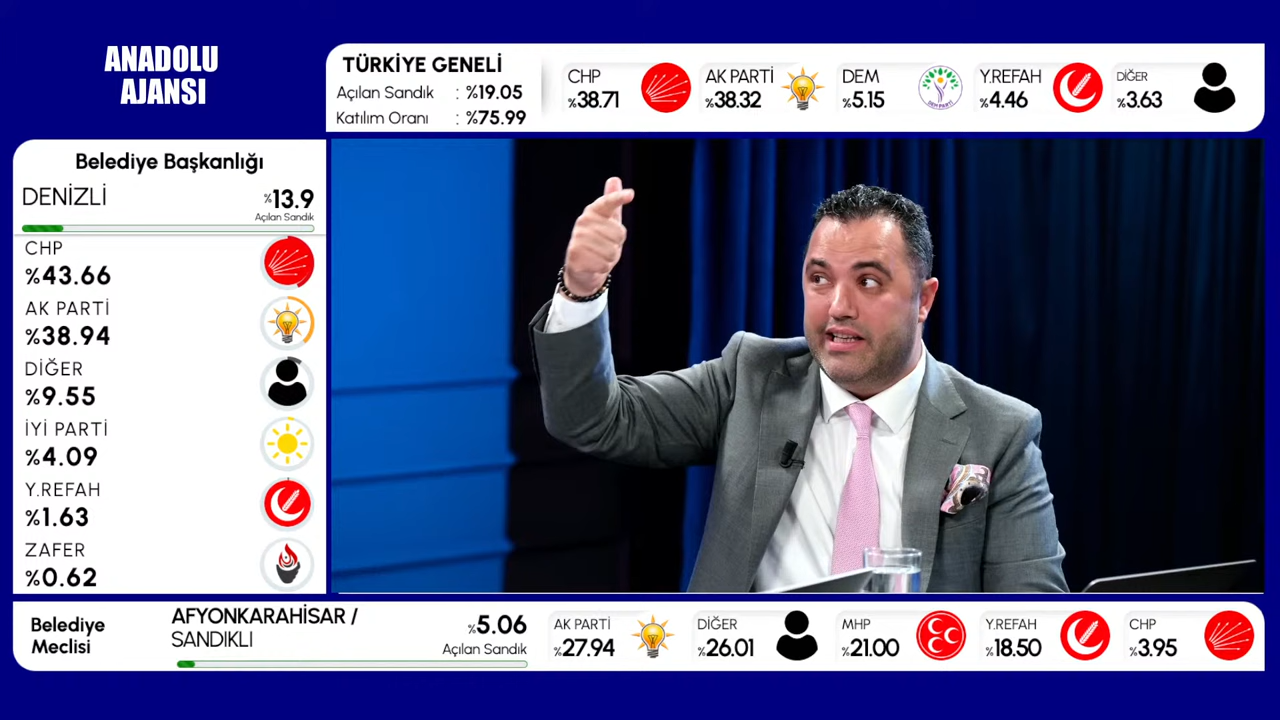 ANADOLU
AJANSI
TÜRKİYE GENELİ
Açılan Sandık : %19.05
Katılım Oranı : %75.99
CHP
%38.71
AK PARTİ
%38.32
DEM
%5.15
DEM PARTİ
Y.REFAH
%4.46
DİĞER
%3.63
Belediye Başkanlığı
DENİZLİ
%13.9
Açılan Sandık
CHP
%43.66
AK PARTİ
%38.94
DİĞER
%9.55
İYİ PARTİ
%4.09
Y.REFAH
%1.63
ZAFER
%0.62
Belediye
Meclisi
AFYONKARAHİSAR /
SANDIKLI
%5.06
Açılan Sandık
AK PARTİ
%27.94
DİĞER
%26.01
MHP
%21.00
Y.REFAH
%18.50
CHP
%3.95